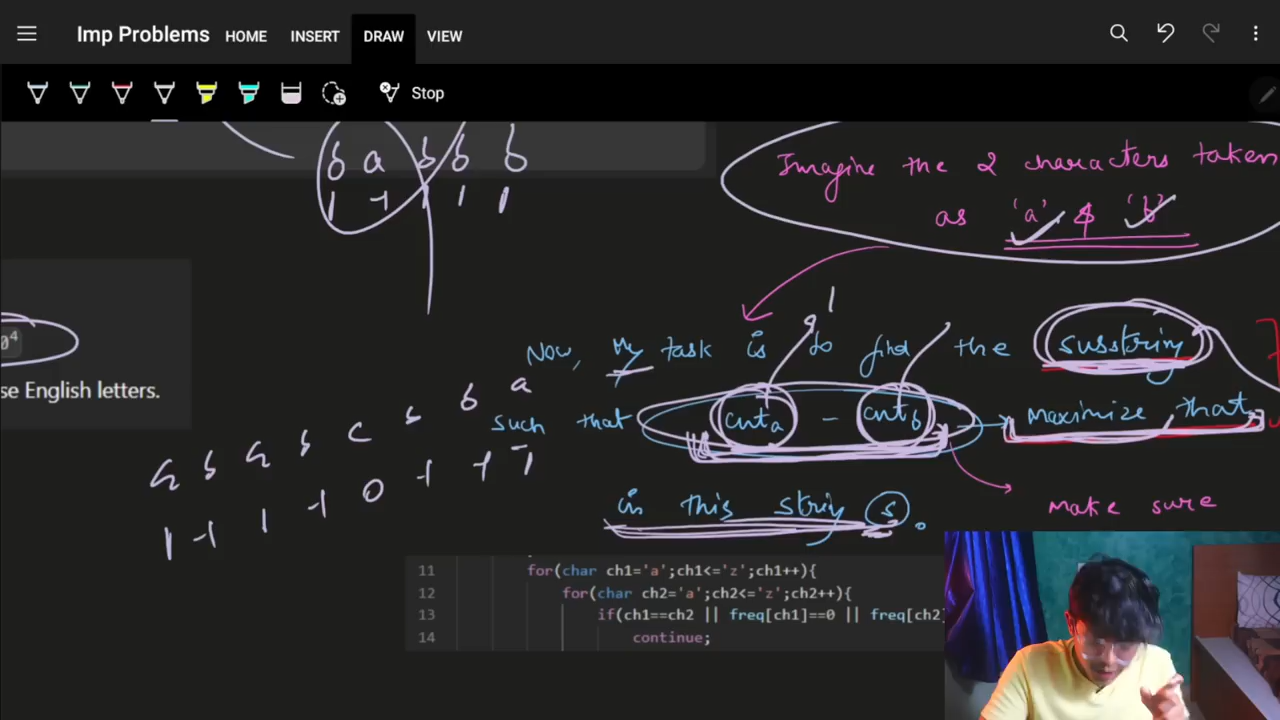 Imp Problems HOME INSERT DRAW VIEW
Stop
b a b b b
1 -1 1 1 1
Imagine the 2 characters taken
as 'a' & 'b'
0⁴
se English letters.
Now, My task is to find the substring
such that cnta - cntb → maximize that
in this string s.
make sure
a b a b c b b a
1 -1 1 -1 0 -1 -1
11 for(char ch1='a';ch1<='z';ch1++){
12 for(char ch2='a';ch2<='z';ch2++){
13 if(ch1==ch2 || freq[ch1]==0 || freq[ch2]
14 continue;